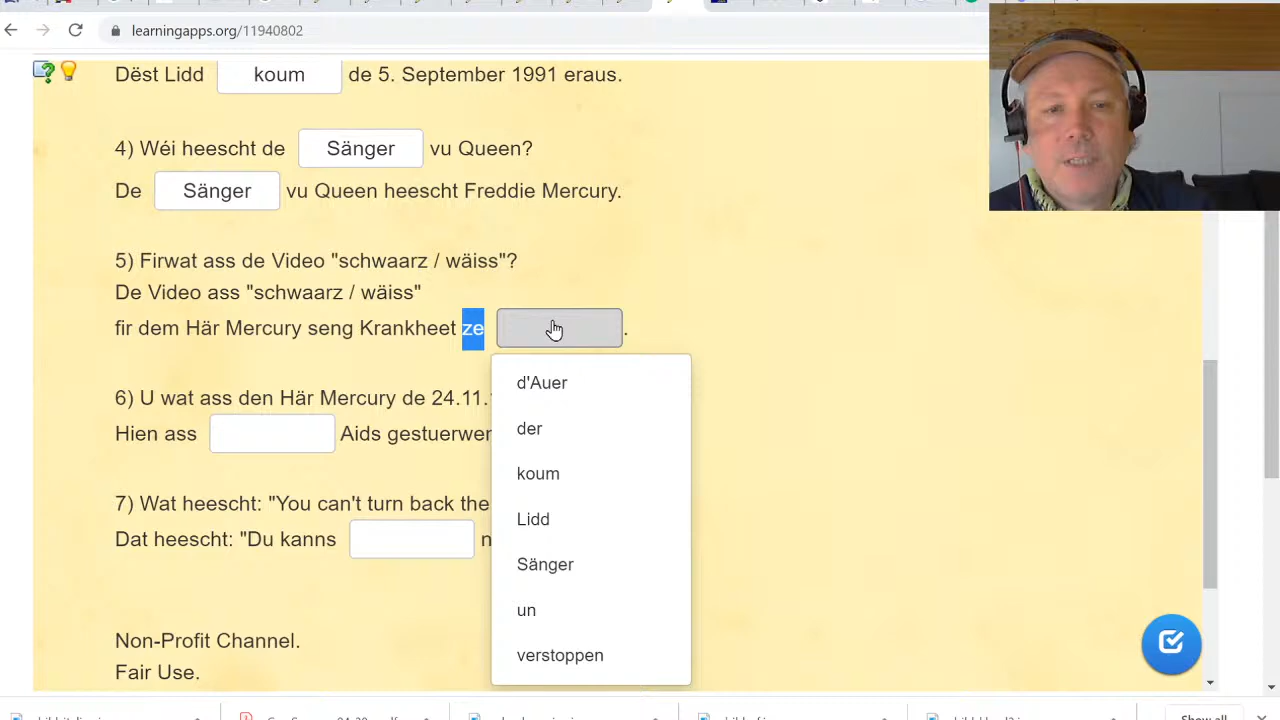 learningapps.org/11940802
Dëst Lidd koum de 5. September 1991 eraus.
4) Wéi heescht de Sänger vu Queen?
De Sänger vu Queen heescht Freddie Mercury.
5) Firwat ass de Video "schwaarz / wäiss"?
De Video ass "schwaarz / wäiss"
fir dem Här Mercury seng Krankheet ze .
d'Auer
der
koum
Lidd
Sänger
un
verstoppen
6) U wat ass den Här Mercury de 24.11.
Hien ass Aids gestuerwen
7) Wat heescht: "You can't turn back the
Dat heescht: "Du kanns n
Non-Profit Channel.
Fair Use.
Show all